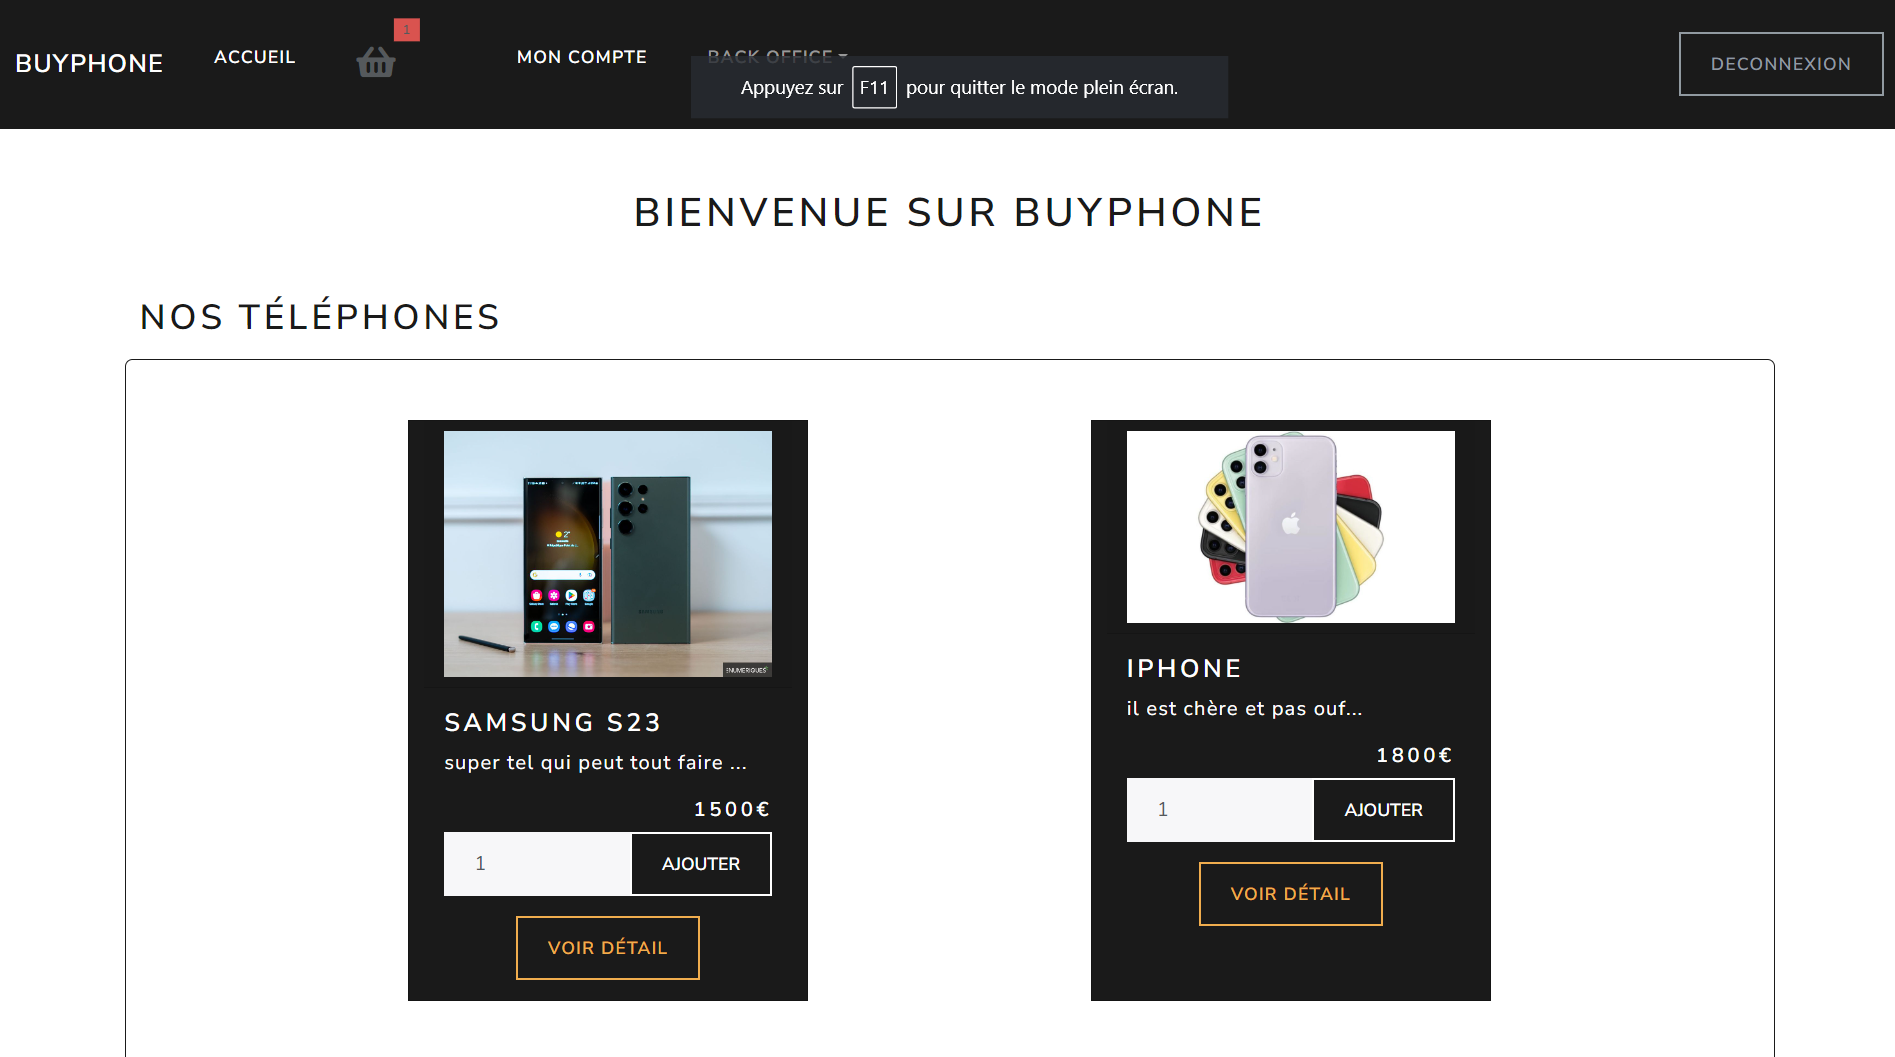 BUYPHONE
ACCUEIL
1
MON COMPTE
BACK OFFICE
DECONNEXION
Appuyez sur F11 pour quitter le mode plein écran.
BIENVENUE SUR BUYPHONE
NOS TÉLÉPHONES
SAMSUNG
SAMSUNG S23
super tel qui peut tout faire ...
1500€
1
AJOUTER
VOIR DÉTAIL
IPHONE
il est chère et pas ouf...
1800€
1
AJOUTER
VOIR DÉTAIL